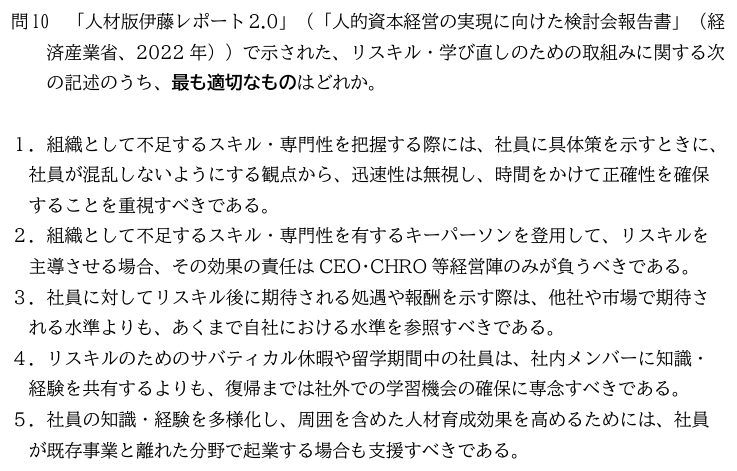 問10 「人材版伊藤レポート2.0」（「人的資本経営の実現に向けた検討会報告書」（経
済産業省、2022 年））で示された、リスキル・学び直しのための取組みに関する次
の記述のうち、最も適切なものはどれか。
１．組織として不足するスキル・専門性を把握する際には、社員に具体策を示すときに、
社員が混乱しないようにする観点から、迅速性は無視し、時間をかけて正確性を確保
することを重視すべきである。
２．組織として不足するスキル・専門性を有するキーパーソンを登用して、リスキルを
主導させる場合、その効果の責任は CEO･CHRO 等経営陣のみが負うべきである。
３．社員に対してリスキル後に期待される処遇や報酬を示す際は、他社や市場で期待さ
れる水準よりも、あくまで自社における水準を参照すべきである。
４．リスキルのためのサバティカル休暇や留学期間中の社員は、社内メンバーに知識・
経験を共有するよりも、復帰までは社外での学習機会の確保に専念すべきである。
５．社員の知識・経験を多様化し、周囲を含めた人材育成効果を高めるためには、社員
が既存事業と離れた分野で起業する場合も支援すべきである。